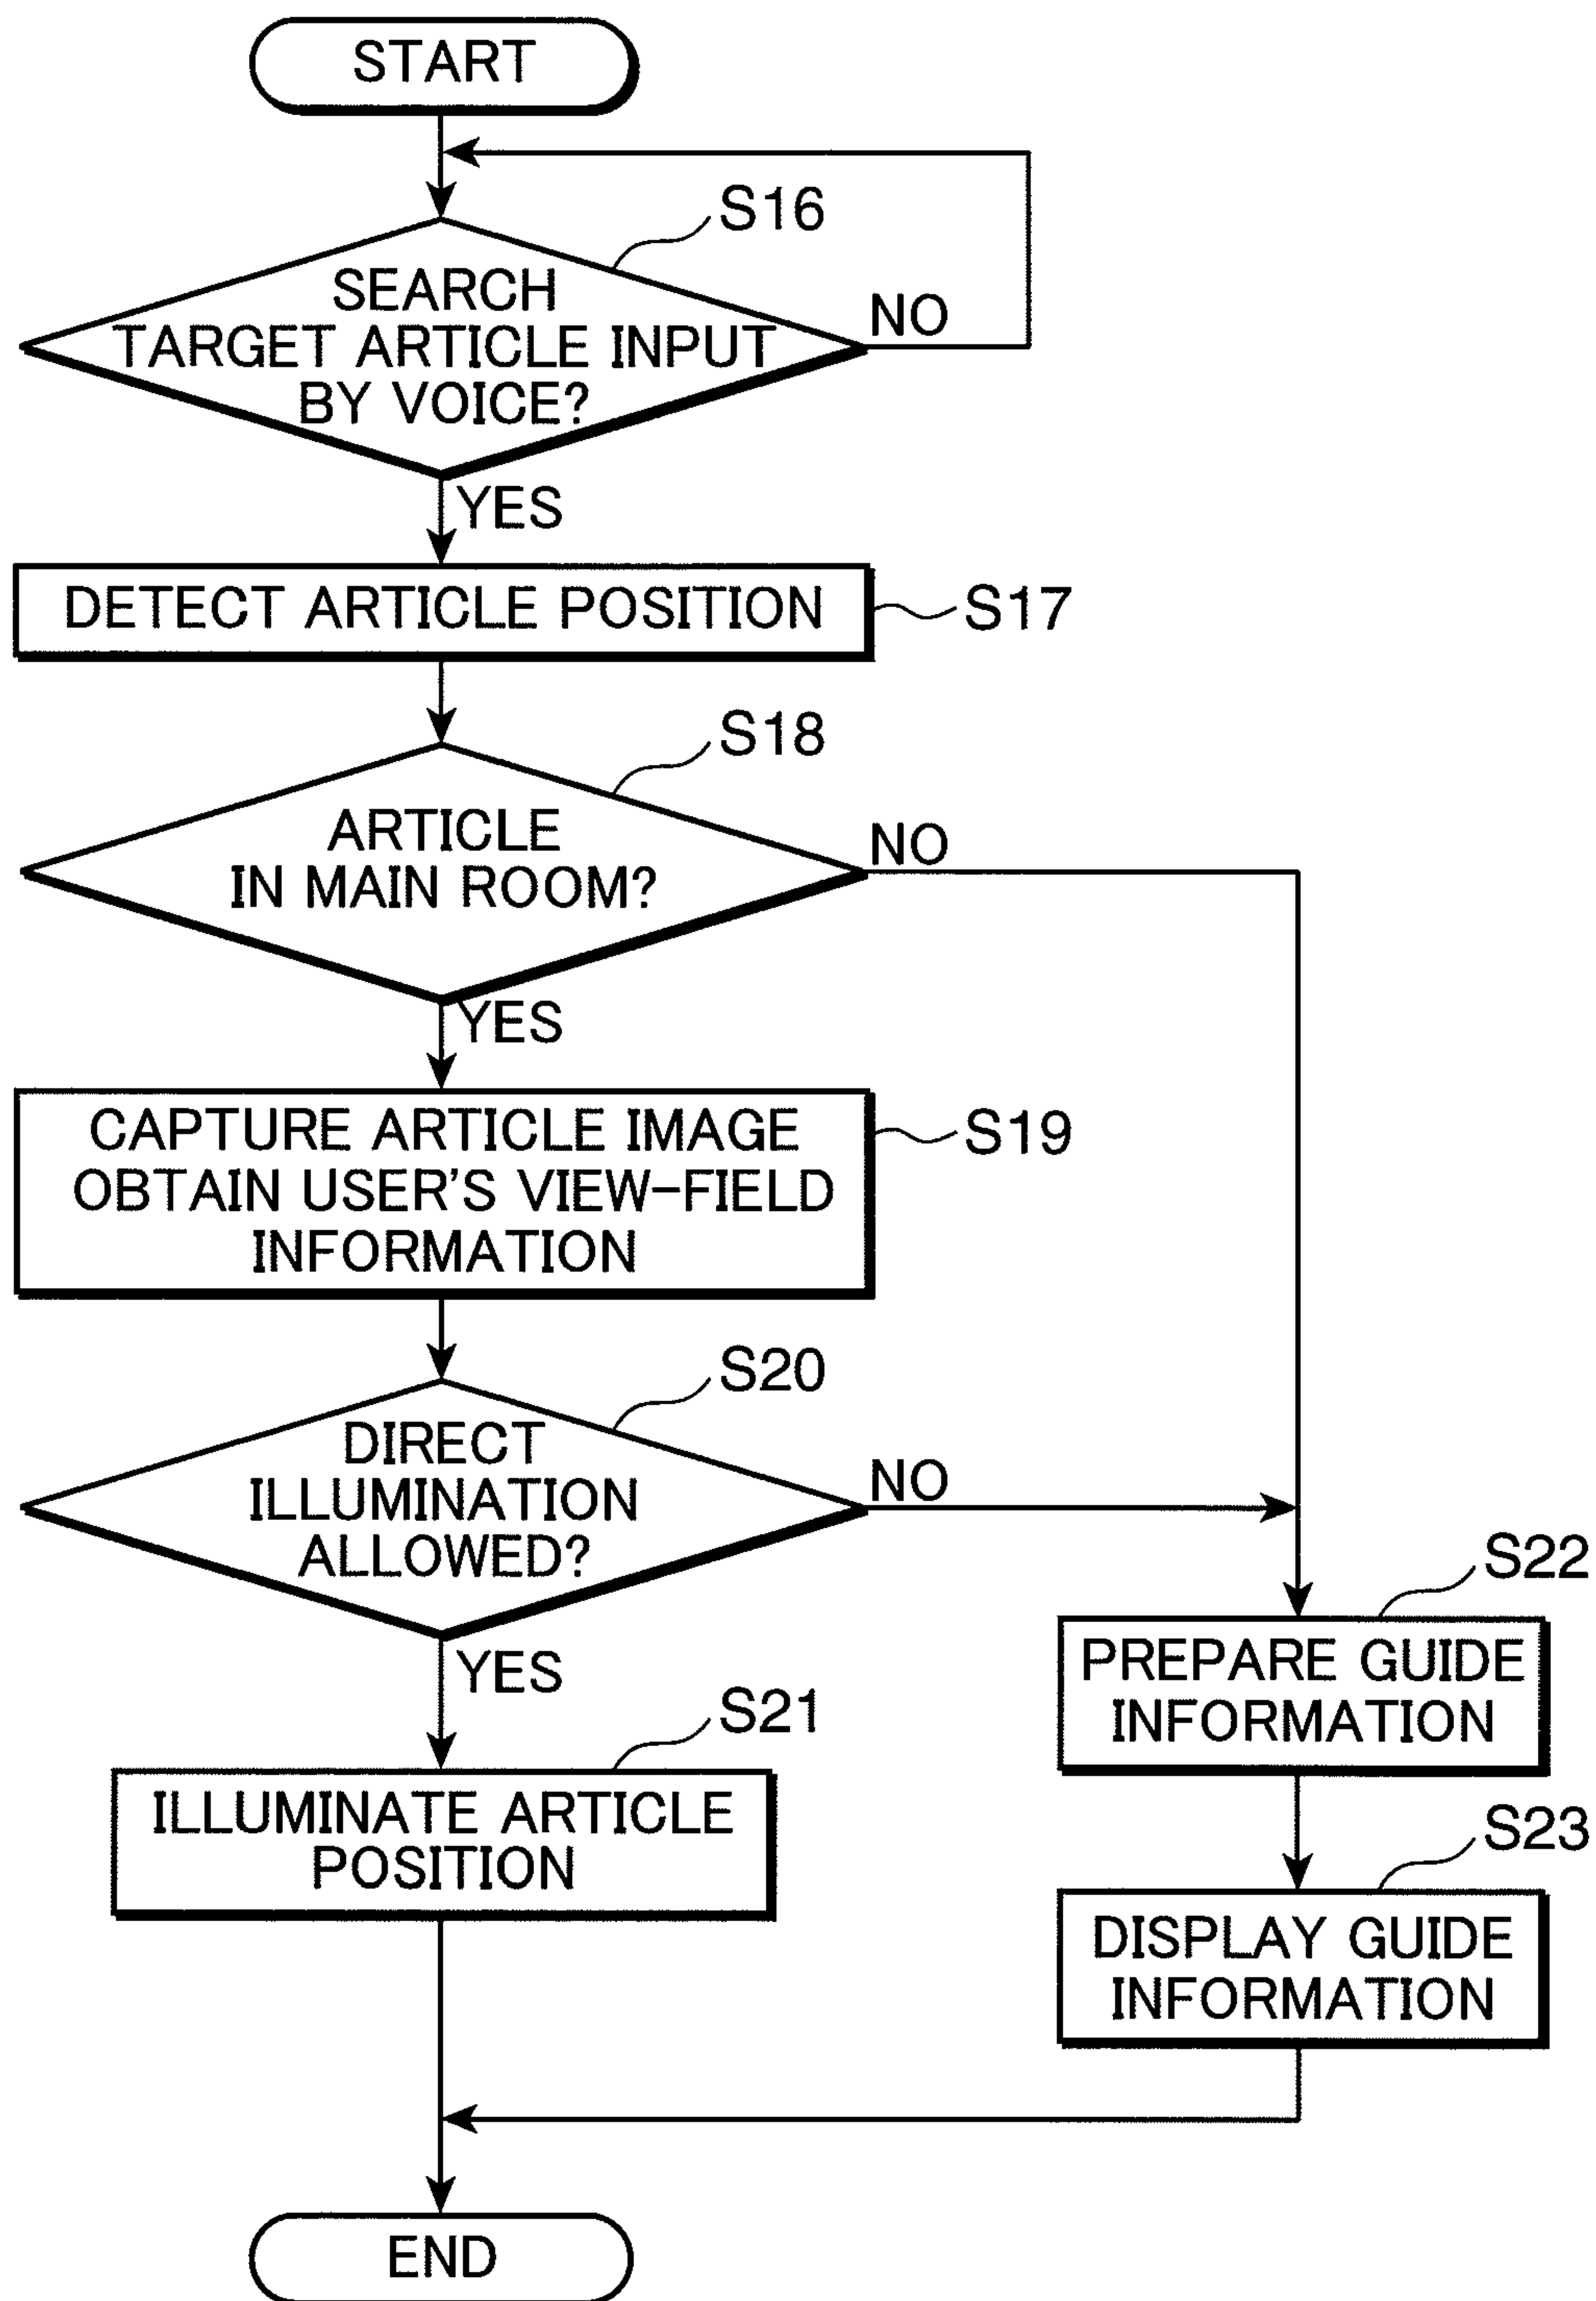 START
S16
SEARCH
TARGET ARTICLE INPUT
BY VOICE?
NO
YES
DETECT ARTICLE POSITION
S17
S18
ARTICLE
IN MAIN ROOM?
NO
YES
CAPTURE ARTICLE IMAGE
OBTAIN USER'S VIEW-FIELD
INFORMATION
S19
S20
DIRECT
ILLUMINATION
ALLOWED?
NO
YES
S21
ILLUMINATE ARTICLE
POSITION
S22
PREPARE GUIDE
INFORMATION
S23
DISPLAY GUIDE
INFORMATION
END